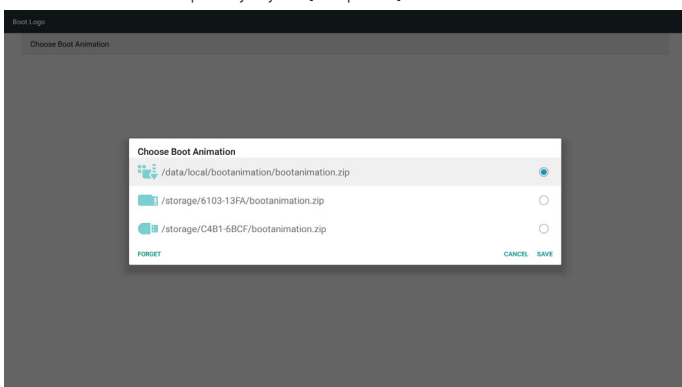 Boot Logo
Choose Boot Animation
Choose Boot Animation
/data/local/bootanimation/bootanimation.zip
/storage/6103-13FA/bootanimation.zip
/storage/C4B1-6BCF/bootanimation.zip
FORGET CANCEL SAVE